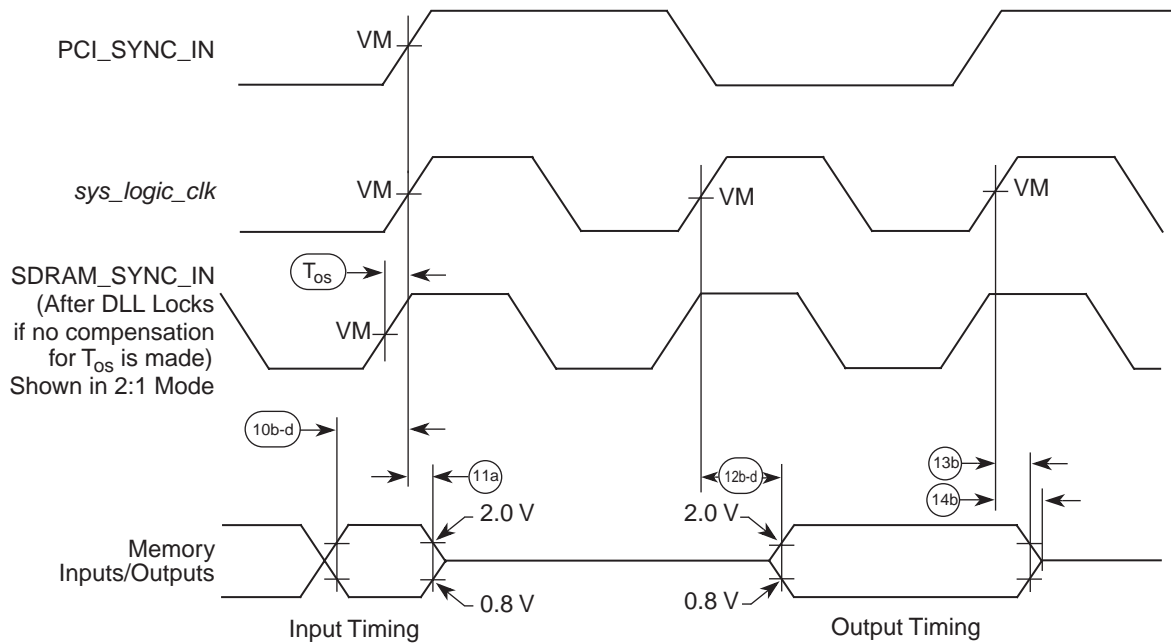 PCI_SYNC_IN
VM
sys_logic_clk
VM
VM
VM
Tos
SDRAM_SYNC_IN
(After DLL Locks
if no compensation
for Tos is made)
Shown in 2:1 Mode
VM
10b-d
11a
12b-d
13b
14b
2.0 V
2.0 V
Memory
Inputs/Outputs
0.8 V
0.8 V
Input Timing
Output Timing